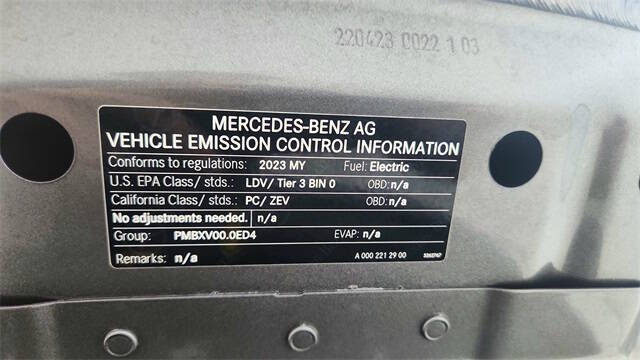 220423 0022 1 03
MERCEDES-BENZ AG
VEHICLE EMISSION CONTROL INFORMATION
Conforms to regulations: 2023 MY Fuel: Electric
U.S. EPA Class/ stds.: LDV/ Tier 3 BIN 0 OBD: n/a
California Class/ stds.: PC/ ZEV OBD: n/a
No adjustments needed. n/a
Group: PMBXV00.0ED4 EVAP: n/a
Remarks: n/a A 000 221 29 00